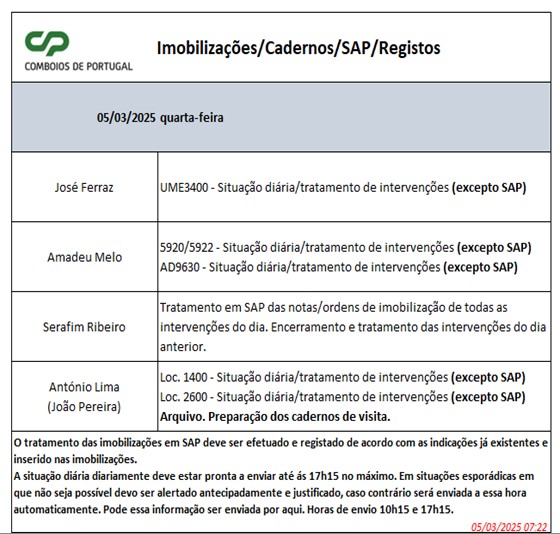 CP
COMBOIOS DE PORTUGAL
Imobilizações/Cadernos/SAP/Registos
05/03/2025 quarta-feira
José Ferraz
UME3400 - Situação diária/tratamento de intervenções (excepto SAP)
Amadeu Melo
5920/5922 - Situação diária/tratamento de intervenções (excepto SAP)
AD9630 - Situação diária/tratamento de intervenções (excepto SAP)
Serafim Ribeiro
Tratamento em SAP das notas/ordens de imobilização de todas as
intervenções do dia. Encerramento e tratamento das intervenções do dia
anterior.
António Lima
(João Pereira)
Loc. 1400 - Situação diária/tratamento de intervenções (excepto SAP)
Loc. 2600 - Situação diária/tratamento de intervenções (excepto SAP)
Arquivo. Preparação dos cadernos de visita.
O tratamento das imobilizações em SAP deve ser efetuado e registado de acordo com as indicações já existentes e
inserido nas imobilizações.
A situação diária diariamente deve estar pronta a enviar até ás 17h15 no máximo. Em situações esporádicas em
que não seja possível devo ser alertado antecipadamente e justificado, caso contrário será enviada a essa hora
automaticamente. Pode essa informação ser enviada por aqui. Horas de envio 10h15 e 17h15.
05/03/2025 07:22